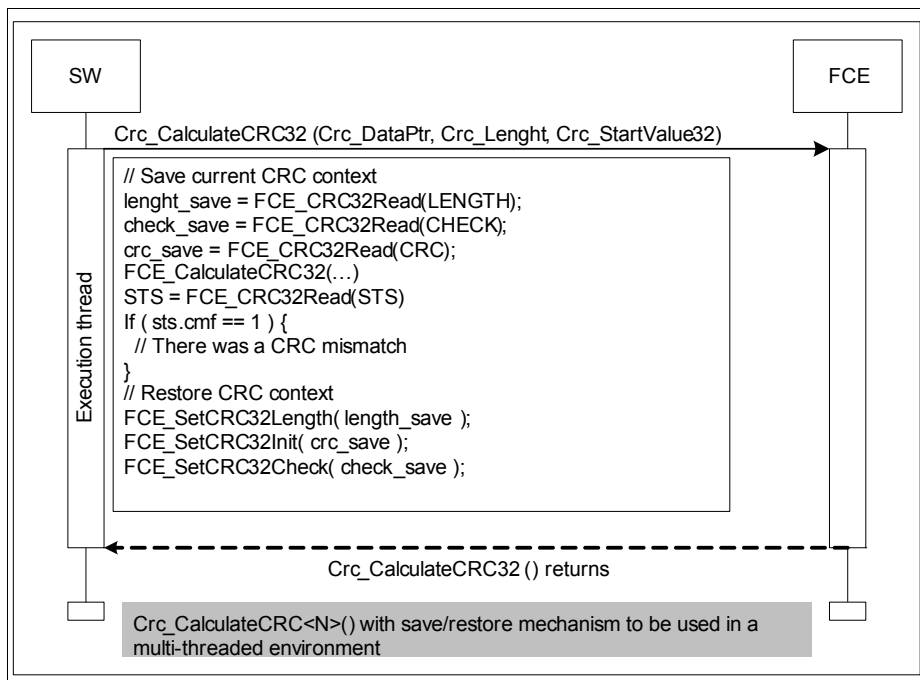 SW
FCE
Crc_CalculateCRC32 (Crc_DataPtr, Crc_Lenght, Crc_StartValue32)
Execution thread
// Save current CRC context
lenght_save = FCE_CRC32Read(LENGTH);
check_save = FCE_CRC32Read(CHECK);
crc_save = FCE_CRC32Read(CRC);
FCE_CalculateCRC32(…)
STS = FCE_CRC32Read(STS)
If ( sts.cmf == 1 ) {
// There was a CRC mismatch
}
// Restore CRC context
FCE_SetCRC32Length( length_save );
FCE_SetCRC32Init( crc_save );
FCE_SetCRC32Check( check_save );
Crc_CalculateCRC32 () returns
Crc_CalculateCRC<N>() with save/restore mechanism to be used in a
multi-threaded environment